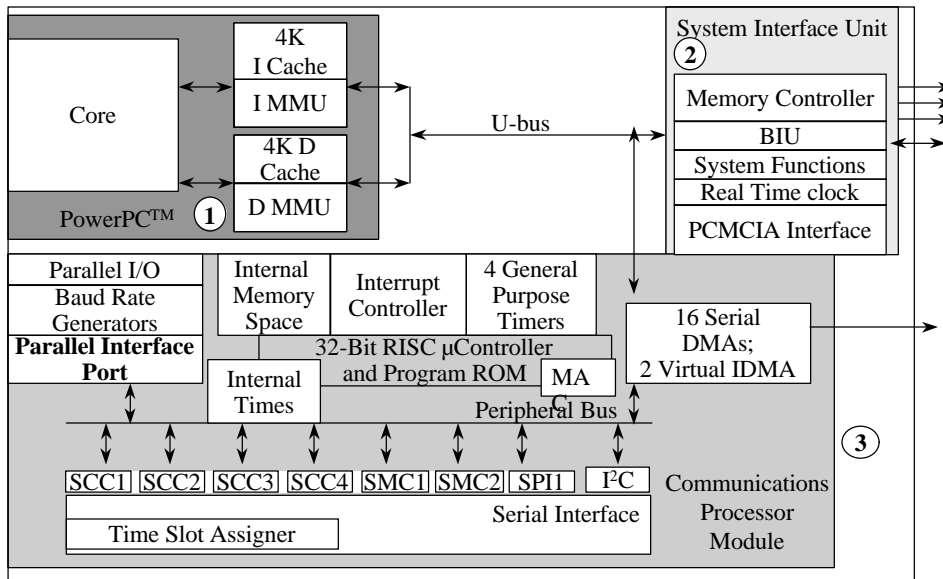 4K
I Cache
I MMU
Core
4K D
Cache
D MMU
PowerPC™
1
U-bus
System Interface Unit
2
Memory Controller
BIU
System Functions
Real Time clock
PCMCIA Interface
Parallel I/O
Baud Rate
Generators
Parallel Interface
Port
Internal
Memory
Space
Interrupt
Controller
4 General
Purpose
Timers
16 Serial
DMAs;
2 Virtual IDMA
32-Bit RISC µController
and Program ROM
Internal
Times
MA
C
Peripheral Bus
3
SCC1
SCC2
SCC3
SCC4
SMC1
SMC2
SPI1
I²C
Serial Interface
Time Slot Assigner
Communications
Processor
Module